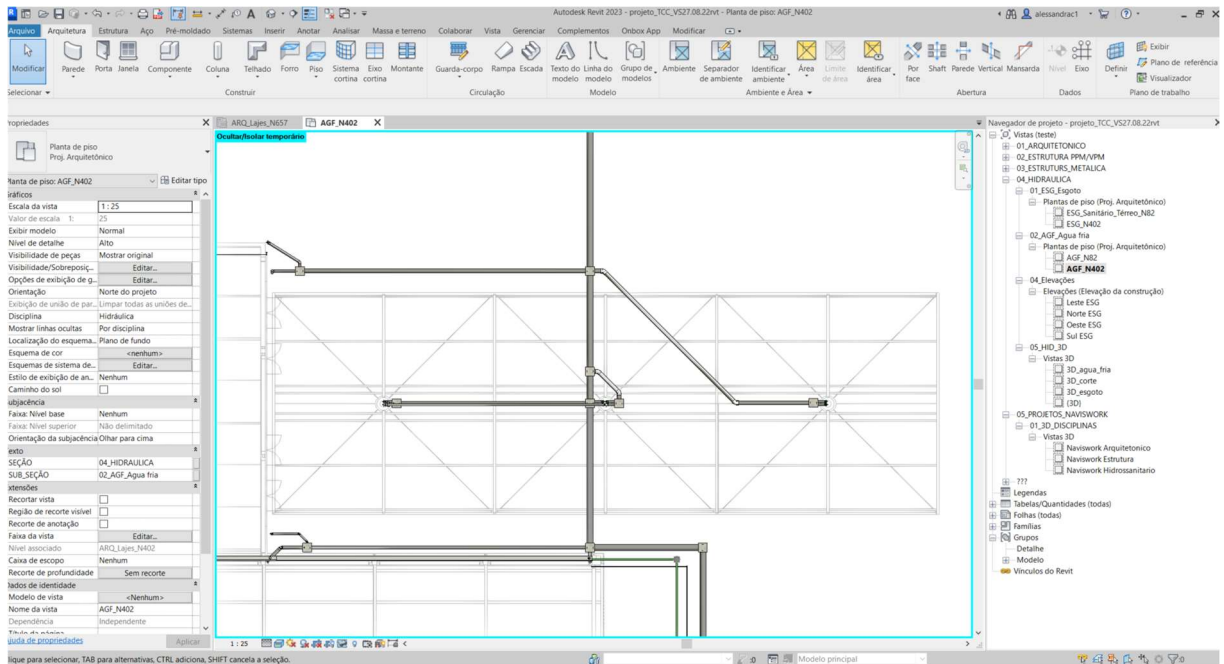 Autodesk Revit 2023 - projeto_TCC_VS27.08.22rvt - Planta de piso: AGF_N402
alessandrac1
Arquivo Arquitetura Estrutura Aço Pré-moldado Sistemas Inserir Anotar Analisar Massa e terreno Colaborar Vista Gerenciar Complementos Onbox App Modificar
Modificar
Parede Porta Janela Componente Coluna Telhado Forro Piso Sistema cortina Eixo cortina Montante
Guarda-corpo Rampa Escada
Texto do modelo Linha do modelo Grupo de modelos
Ambiente Separador de ambiente Identificar ambiente Área Limite de área Identificar área
Por face Shaft Parede Vertical Mansarda
Nível Eixo
Definir Exibir
Plano de referência
Visualizador
Selecionar Construir Circulação Modelo Ambiente e Área Abertura Dados Plano de trabalho
Propriedades
Planta de piso
Proj. Arquitetônico
Planta de piso: AGF_N402 Editar tipo
Gráficos
Escala da vista 1 : 25
Valor de escala 1: 25
Exibir modelo Normal
Nível de detalhe Alto
Visibilidade de peças Mostrar original
Visibilidade/Sobreposiç... Editar...
Opções de exibição de g... Editar...
Orientação Norte do projeto
Exibição de união de par... Limpar todas as uniões de...
Disciplina Hidráulica
Mostrar linhas ocultas Por disciplina
Localização do esquema... Plano de fundo
Esquema de cor <nenhum>
Esquemas de sistema de... Editar...
Estilo de exibição de an... Nenhum
Caminho do sol
Subjacência
Faixa: Nível base Nenhum
Faixa: Nível superior Não delimitado
Orientação da subjacência Olhar para cima
Texto
SEÇÃO 04_HIDRAULICA
SUB_SEÇÃO 02_AGF_Agua fria
Extensões
Recortar vista
Região de recorte visível
Recorte de anotação
Faixa da vista Editar...
Nível associado ARQ_Lajes_N402
Caixa de escopo Nenhum
Recorte de profundidade Sem recorte
Dados de identidade
Modelo de vista <Nenhum>
Nome da vista AGF_N402
Dependência Independente
Título da página
Ajuda de propriedades Aplicar
ARQ_Lajes_N657 AGF_N402
Ocultar/Isolar temporário
1 : 25
Navegador de projeto - projeto_TCC_VS27.08.22rvt
Vistas (teste)
01_ARQUITETONICO
02_ESTRUTURA PPM/VPM
03_ESTRUTURS_METALICA
04_HIDRAULICA
01_ESG_Esgoto
Plantas de piso (Proj. Arquitetônico)
ESG_Sanitário_Térreo_N82
ESG_N402
02_AGF_Agua fria
Plantas de piso (Proj. Arquitetônico)
AGF_N82
AGF_N402
04_Elevações
Elevações (Elevação da construção)
Leste ESG
Norte ESG
Oeste ESG
Sul ESG
05_HID_3D
Vistas 3D
3D_agua_fria
3D_corte
3D_esgoto
{3D}
05_PROJETOS_NAVISWORK
01_3D_DISCIPLINAS
Vistas 3D
Naviswork Arquitetonico
Naviswork Estrutura
Naviswork Hidrossanitario
???
Legendas
Tabelas/Quantidades (todas)
Folhas (todas)
Famílias
Grupos
Detalhe
Modelo
Vínculos do Revit
lique para selecionar, TAB para alternativas, CTRL adiciona, SHIFT cancela a seleção.
:0 Modelo principal
:0